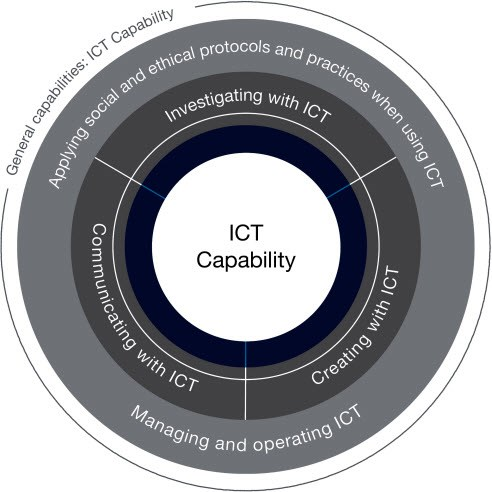 General capabilities: ICT Capability
Applying social and ethical protocols and practices when using ICT
Investigating with ICT
ICT
Capability
Communicating with ICT
Creating with ICT
Managing and operating ICT